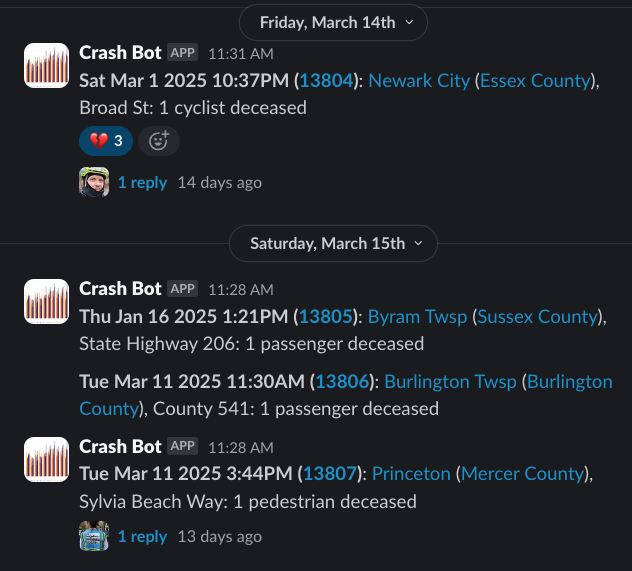 Friday, March 14th
Crash Bot APP 11:31 AM
Sat Mar 1 2025 10:37PM (13804): Newark City (Essex County),
Broad St: 1 cyclist deceased
3
1 reply 14 days ago
Saturday, March 15th
Crash Bot APP 11:28 AM
Thu Jan 16 2025 1:21PM (13805): Byram Twsp (Sussex County),
State Highway 206: 1 passenger deceased
Tue Mar 11 2025 11:30AM (13806): Burlington Twsp (Burlington
County), County 541: 1 passenger deceased
Crash Bot APP 11:28 AM
Tue Mar 11 2025 3:44PM (13807): Princeton (Mercer County),
Sylvia Beach Way: 1 pedestrian deceased
1 reply 13 days ago